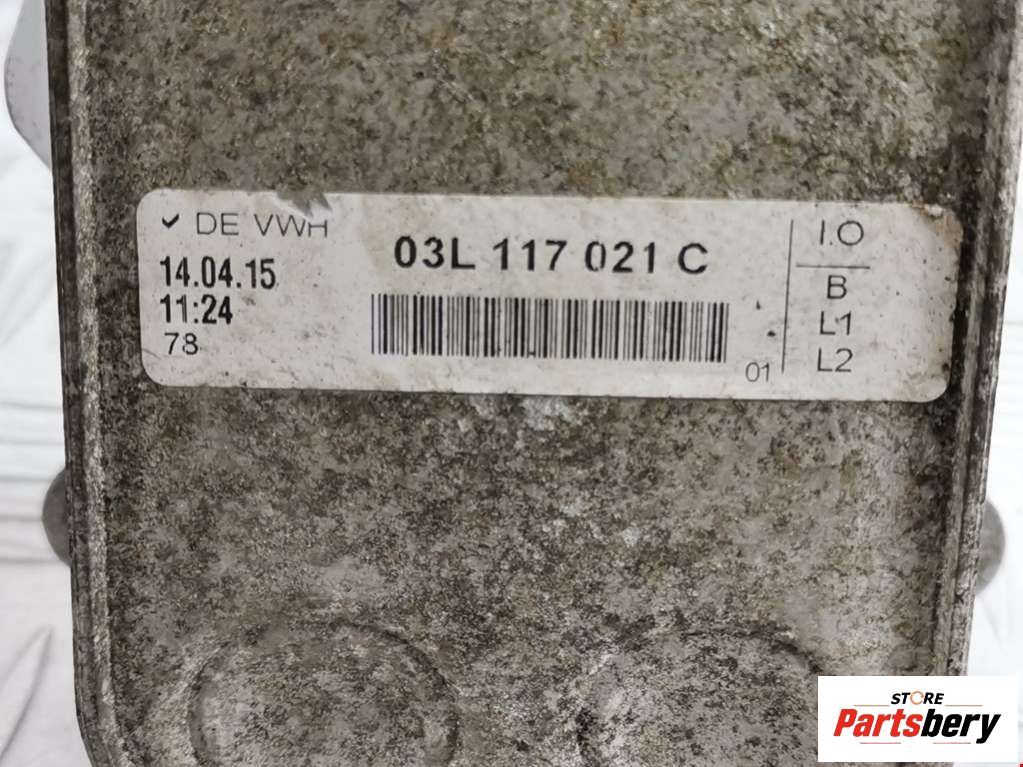 ✓ DE VWH
14.04.15
11:24
78
03L 117 021 C
01
I.O
B
L1
L2
STORE
Partsbery